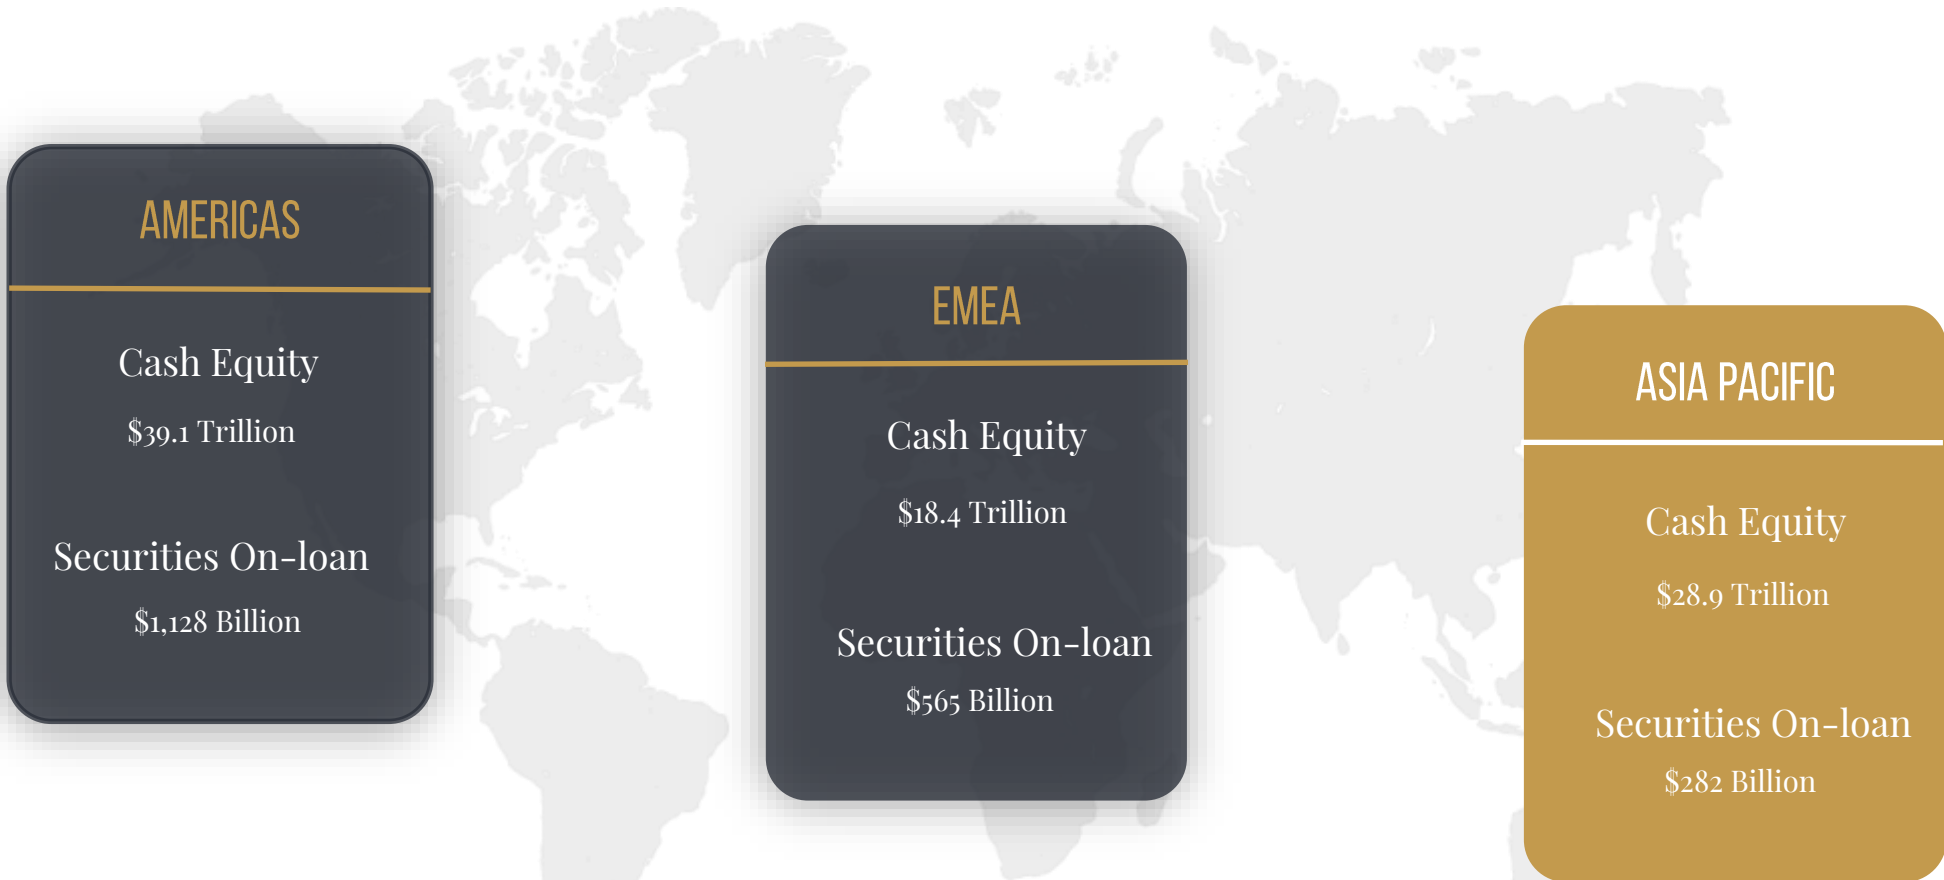 AMERICAS
Cash Equity
$39.1 Trillion
Securities On-loan
$1,128 Billion
EMEA
Cash Equity
$18.4 Trillion
Securities On-loan
$565 Billion
ASIA PACIFIC
Cash Equity
$28.9 Trillion
Securities On-loan
$282 Billion